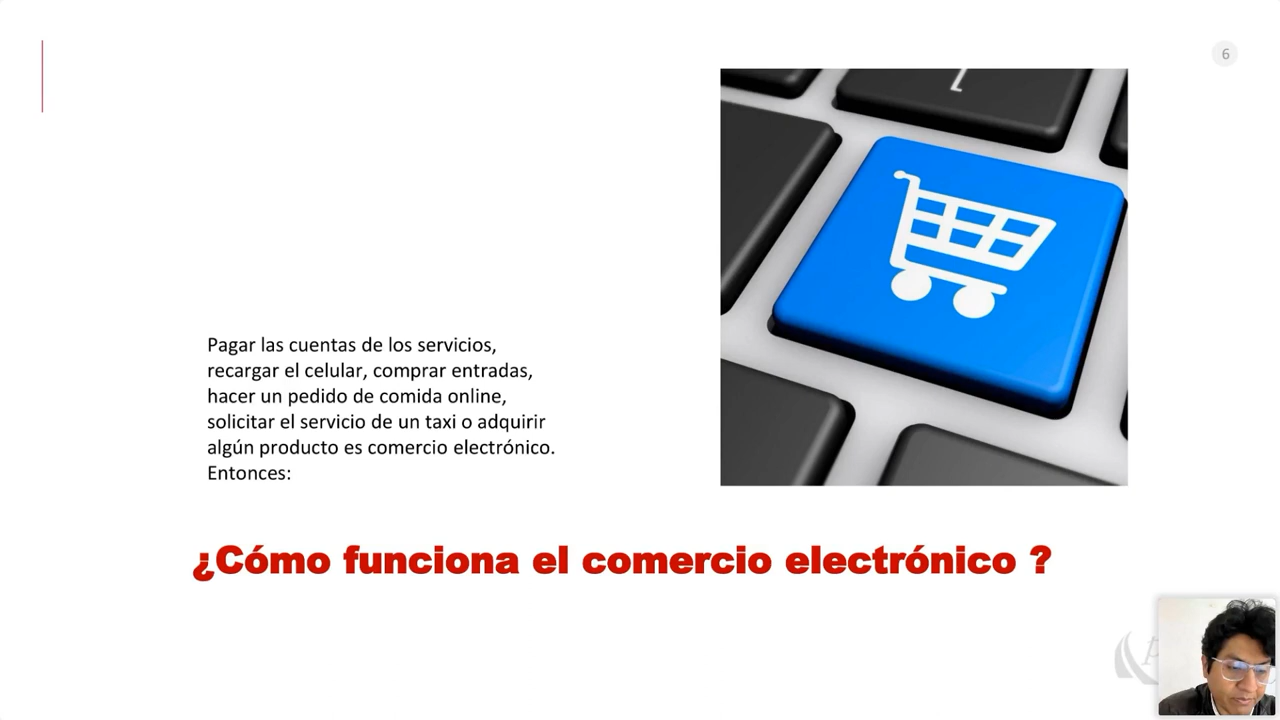 6
Pagar las cuentas de los servicios,
recargar el celular, comprar entradas,
hacer un pedido de comida online,
solicitar el servicio de un taxi o adquirir
algún producto es comercio electrónico.
Entonces:
¿Cómo funciona el comercio electrónico ?